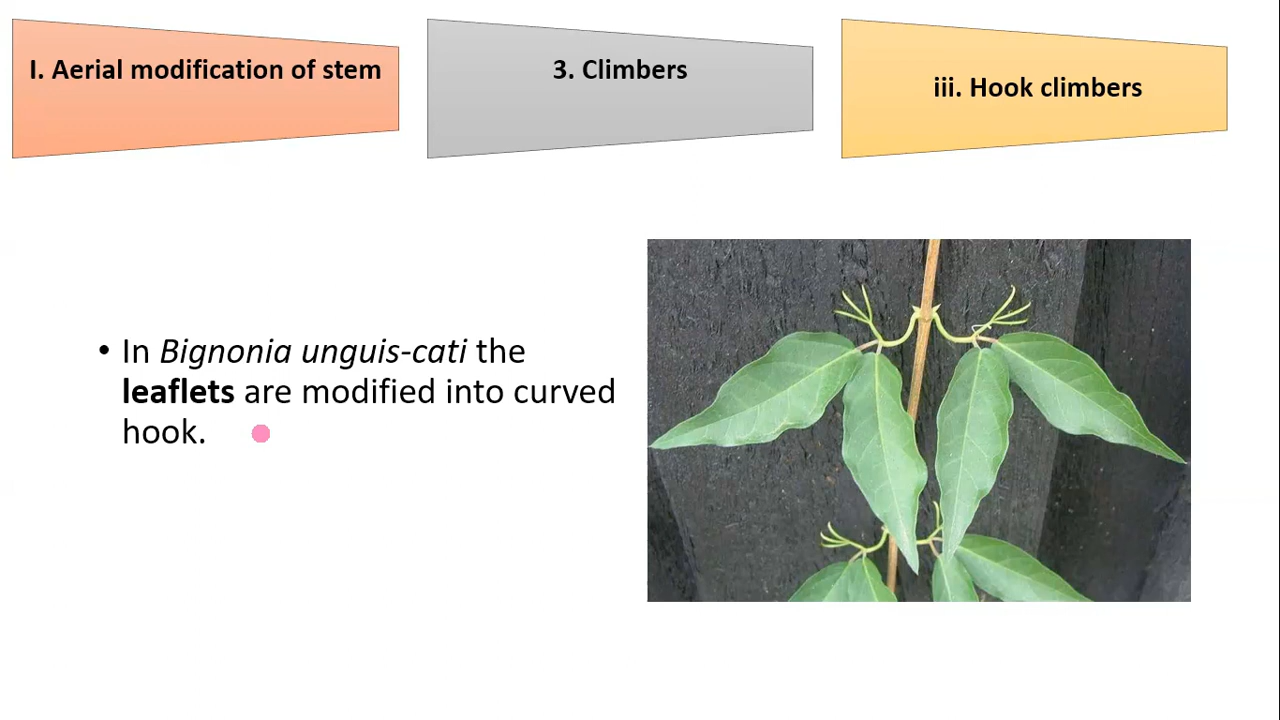 I. Aerial modification of stem
3. Climbers
iii. Hook climbers
• In Bignonia unguis-cati the
leaflets are modified into curved
hook.